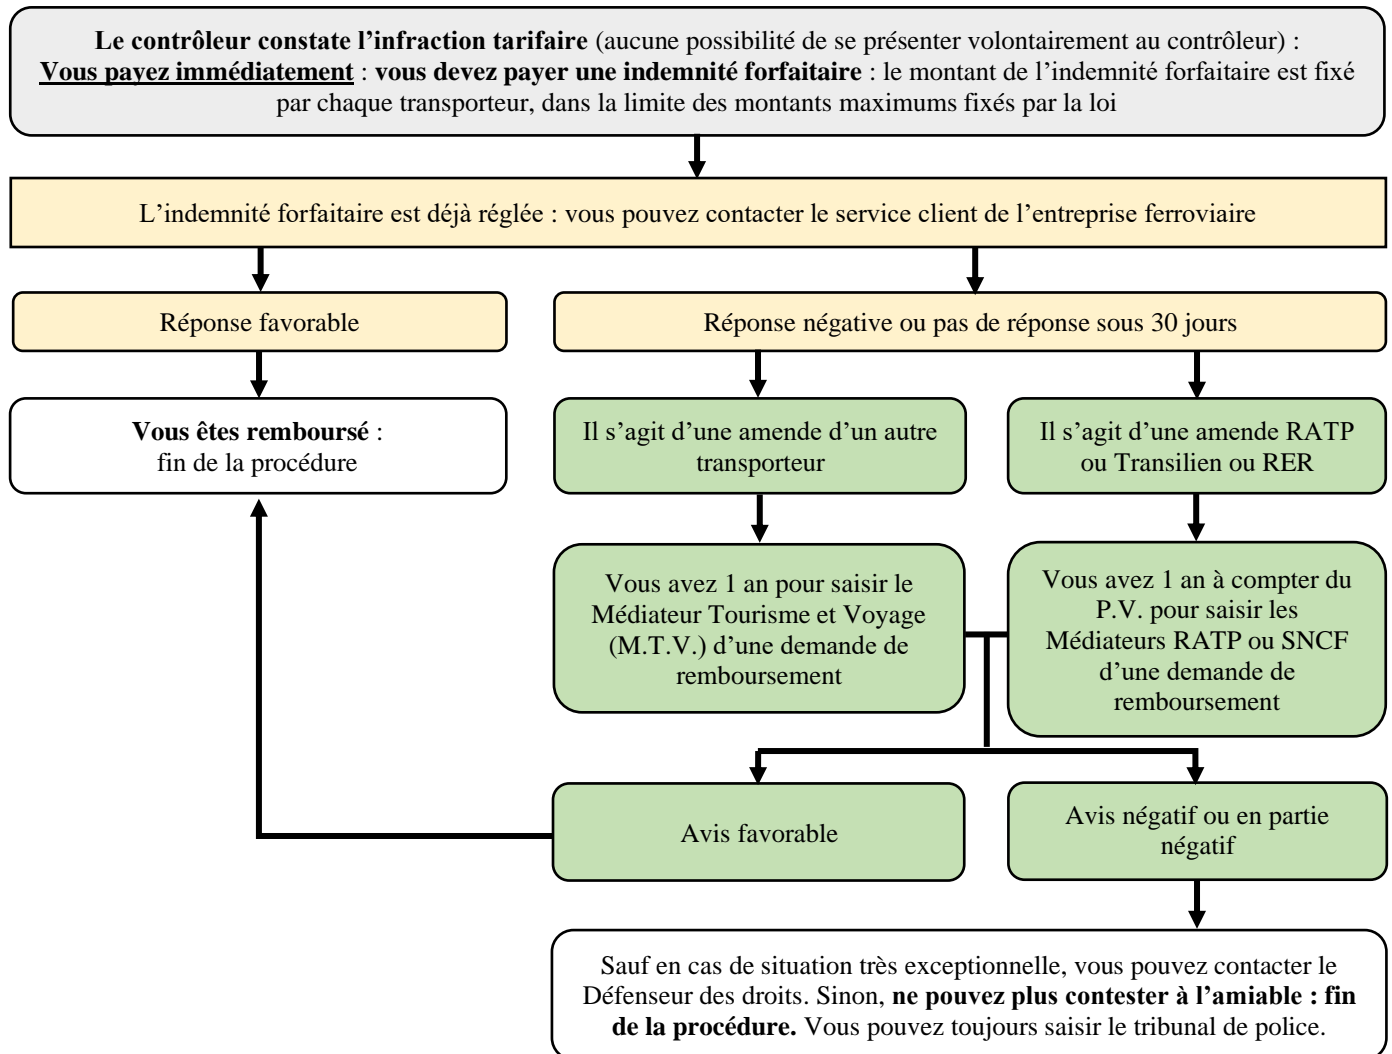 Le contrôleur constate l’infraction tarifaire (aucune possibilité de se présenter volontairement au contrôleur) :
Vous payez immédiatement : vous devez payer une indemnité forfaitaire : le montant de l’indemnité forfaitaire est fixé
par chaque transporteur, dans la limite des montants maximums fixés par la loi
L’indemnité forfaitaire est déjà réglée : vous pouvez contacter le service client de l’entreprise ferroviaire
Réponse favorable
Réponse négative ou pas de réponse sous 30 jours
Vous êtes remboursé :
fin de la procédure
Il s’agit d’une amende d’un autre
transporteur
Il s’agit d’une amende RATP
ou Transilien ou RER
Vous avez 1 an pour saisir le
Médiateur Tourisme et Voyage
(M.T.V.) d’une demande de
remboursement
Vous avez 1 an à compter du
P.V. pour saisir les
Médiateurs RATP ou SNCF
d’une demande de
remboursement
Avis favorable
Avis négatif ou en partie
négatif
Sauf en cas de situation très exceptionnelle, vous pouvez contacter le
Défenseur des droits. Sinon, ne pouvez plus contester à l’amiable : fin
de la procédure. Vous pouvez toujours saisir le tribunal de police.